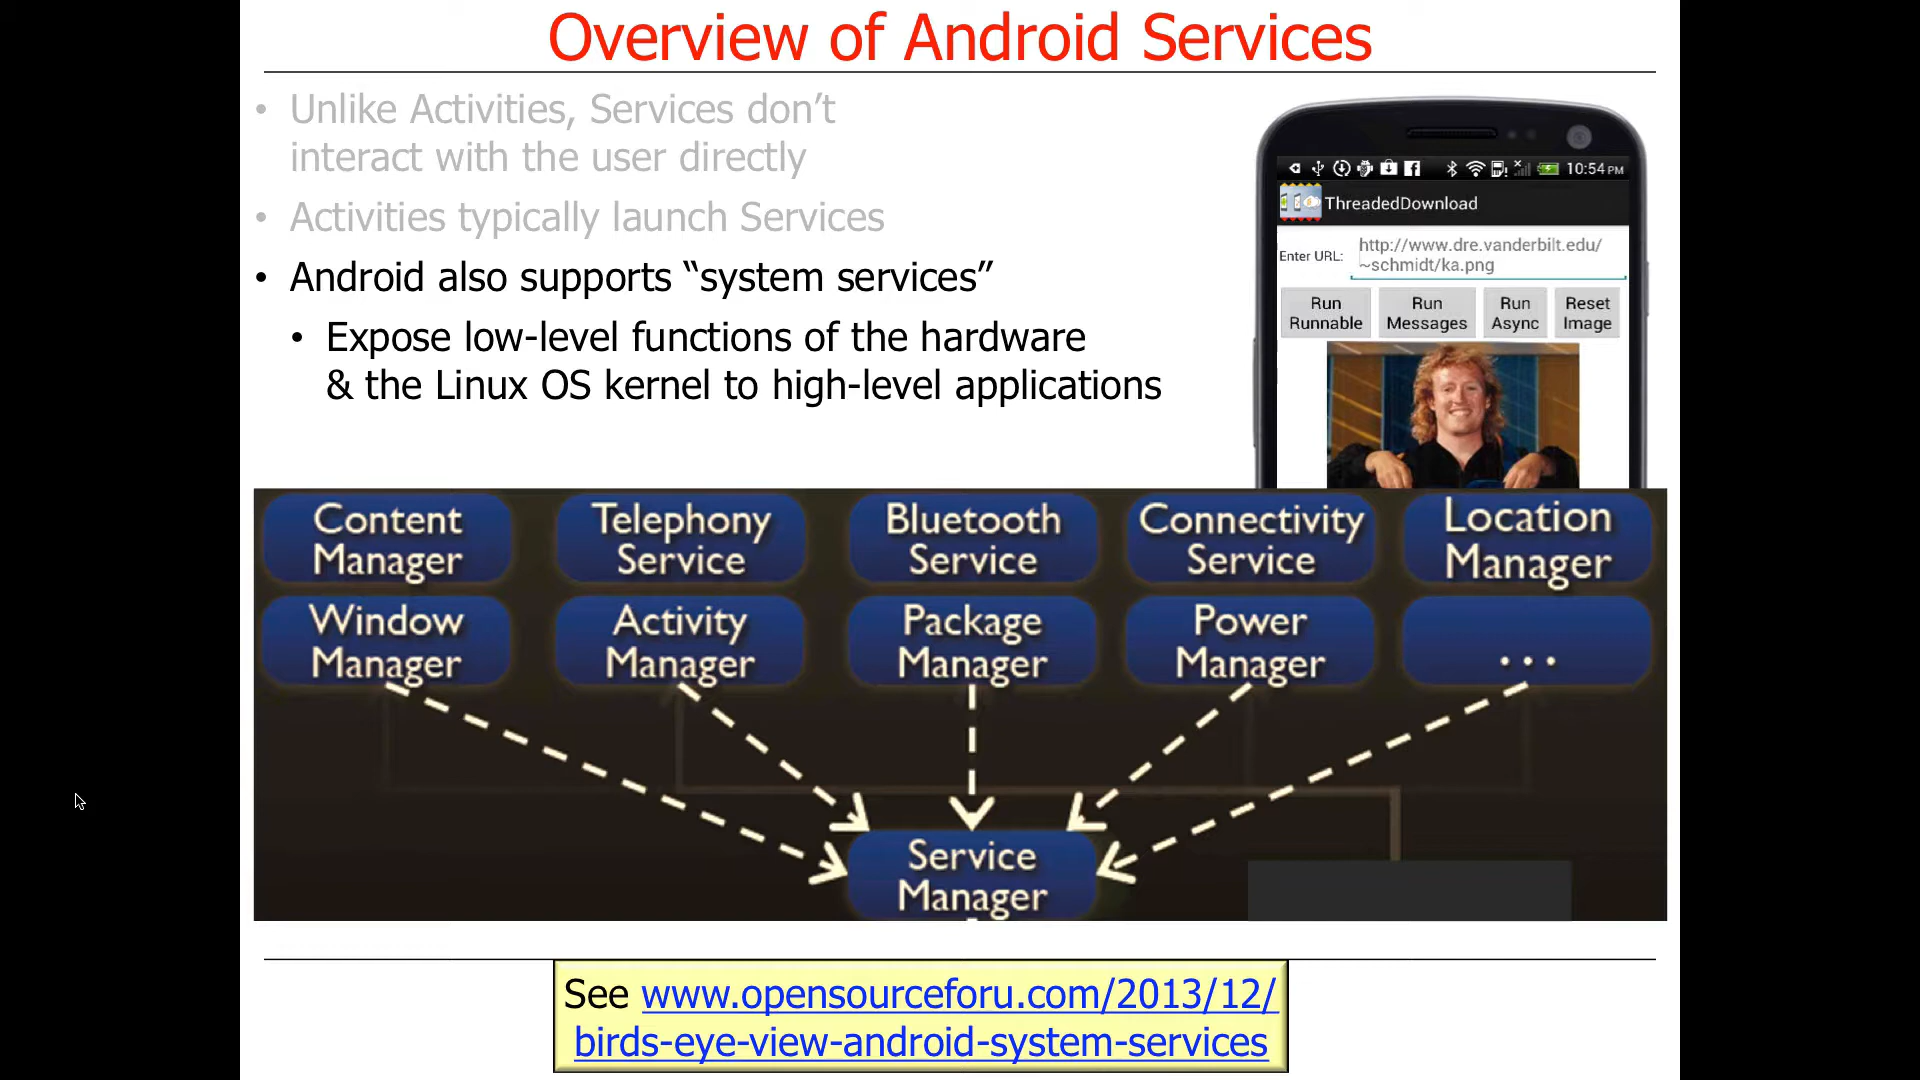 Overview of Android Services
• Unlike Activities, Services don’t
interact with the user directly
• Activities typically launch Services
• Android also supports “system services”
• Expose low-level functions of the hardware
& the Linux OS kernel to high-level applications
10:54 PM
ThreadedDownload
Enter URL:
http://www.dre.vanderbilt.edu/
~schmidt/ka.png
Run
Runnable
Run
Messages
Run
Async
Reset
Image
Content
Manager
Telephony
Service
Bluetooth
Service
Connectivity
Service
Location
Manager
Window
Manager
Activity
Manager
Package
Manager
Power
Manager
...
Service
Manager
See www.opensourceforu.com/2013/12/
birds-eye-view-android-system-services